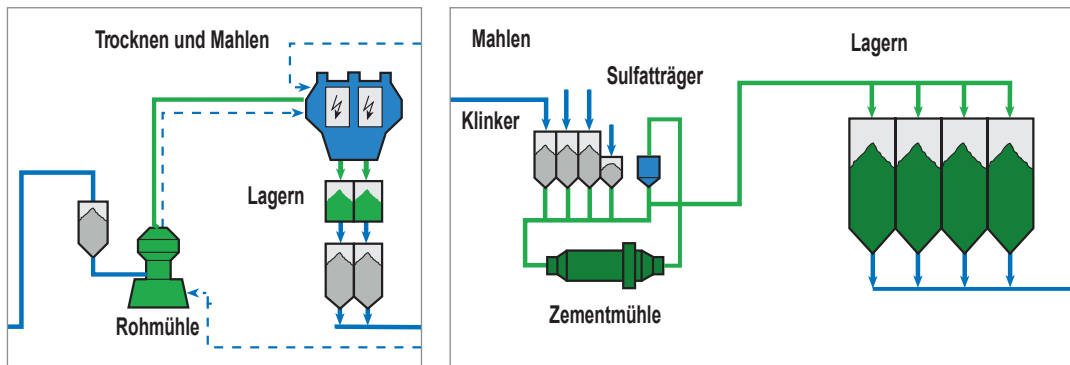 Trocknen und Mahlen
Lagern
Rohmühle
Mahlen
Sulfatträger
Klinker
Lagern
Zementmühle